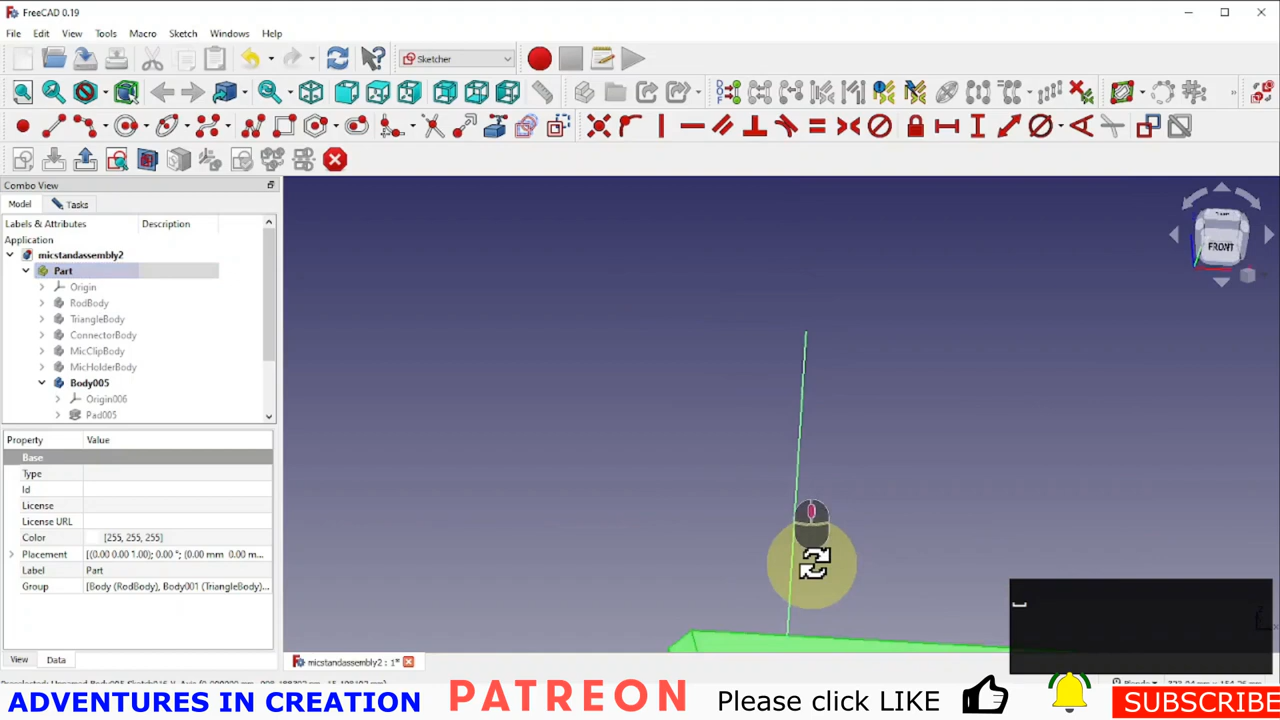 FreeCAD 0.19
File Edit View Tools Macro Sketch Windows Help
Sketcher
Combo View
Model Tasks
Labels & Attributes Description
Application
micstandassembly2
Part
Origin
RodBody
TriangleBody
ConnectorBody
MicClipBody
MicHolderBody
Body005
Origin006
Pad005
Property Value
Base
Type
Id
License
License URL
Color [255, 255, 255]
Placement [(0.00 0.00 1.00); 0.00 °; (0.00 mm 0.00 m...
Label Part
Group [Body (RodBody), Body001 (TriangleBody)...
View Data
micstandassembly2 : 1*
FRONT
ADVENTURES IN CREATION PATREON Please click LIKE SUBSCRIBE